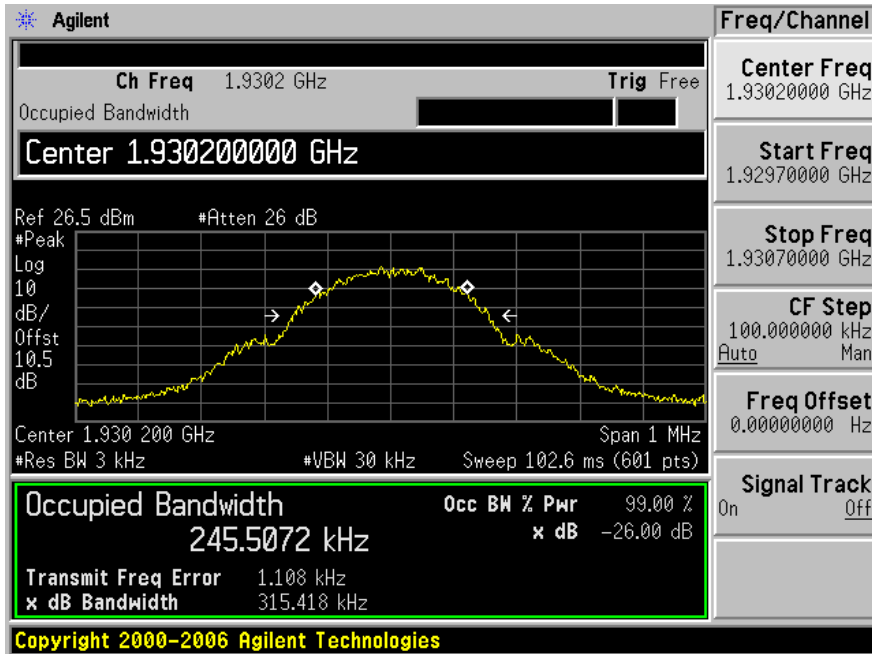 Agilent
Freq/Channel
Ch Freq 1.9302 GHz Trig Free
Occupied Bandwidth
Center 1.930200000 GHz
Ref 26.5 dBm #Atten 26 dB
#Peak
Log
10
dB/
Offst
10.5
dB
Center 1.930 200 GHz Span 1 MHz
#Res BW 3 kHz #VBW 30 kHz Sweep 102.6 ms (601 pts)
Occupied Bandwidth
245.5072 kHz
Occ BW % Pwr 99.00 %
x dB -26.00 dB
Transmit Freq Error 1.108 kHz
x dB Bandwidth 315.418 kHz
Center Freq
1.93020000 GHz
Start Freq
1.92970000 GHz
Stop Freq
1.93070000 GHz
CF Step
100.000000 kHz
Auto Man
Freq Offset
0.00000000 Hz
Signal Track
On Off
Copyright 2000-2006 Agilent Technologies